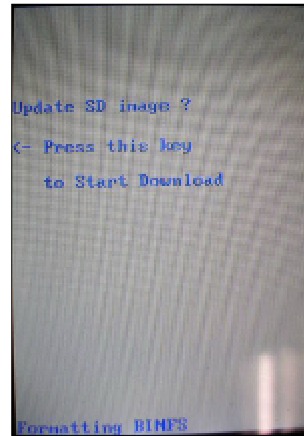 Update SD image ?
<- Press this key
to Start Download
Formatting BINFS